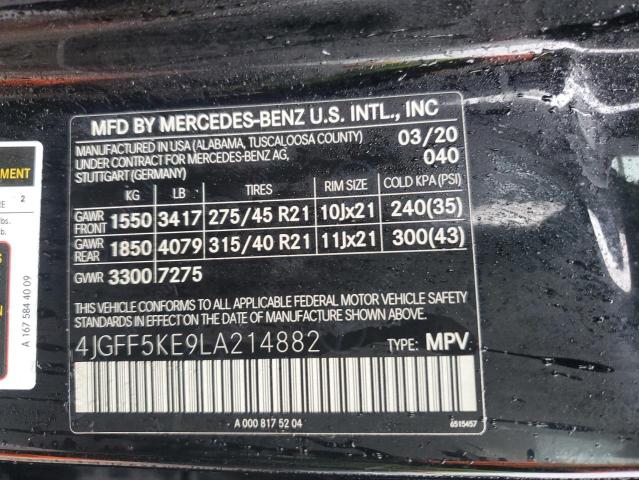 MFD BY MERCEDES-BENZ U.S. INTL., INC
MANUFACTURED IN USA (ALABAMA, TUSCALOOSA COUNTY) 03/20
UNDER CONTRACT FOR MERCEDES-BENZ AG, 040
STUTTGART (GERMANY)
KG LB TIRES RIM SIZE COLD KPA (PSI)
GAWR FRONT 1550 3417 275/45 R21 10Jx21 240(35)
GAWR REAR 1850 4079 315/40 R21 11Jx21 300(43)
GVWR 3300 7275
THIS VEHICLE CONFORMS TO ALL APPLICABLE FEDERAL MOTOR VEHICLE SAFETY
STANDARDS IN EFFECT ON THE DATE OF MANUFACTURE SHOWN ABOVE.
4JGFF5KE9LA214882 TYPE: MPV
A 000 817 52 04 6515457
2
A 167 584 40 09